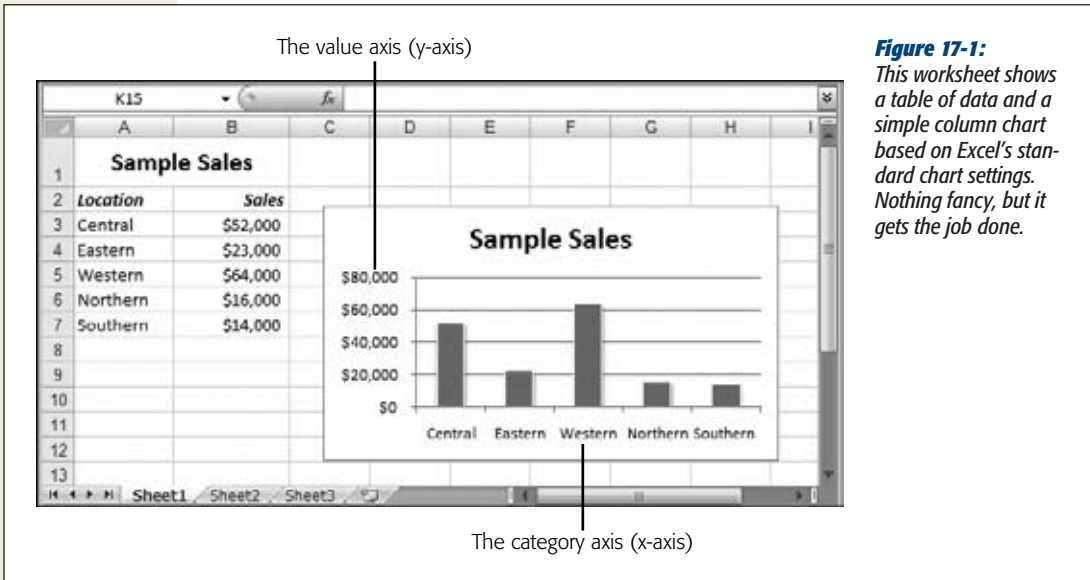 The value axis (y-axis)
Figure 17-1:
This worksheet shows
a table of data and a
simple column chart
based on Excel's stan-
dard chart settings.
Nothing fancy, but it
gets the job done.
K15 fx
A B C D E F G H I
1 Sample Sales
2 Location Sales
3 Central $52,000
4 Eastern $23,000
5 Western $64,000
6 Northern $16,000
7 Southern $14,000
8
9
10
11
12
13
Sample Sales
$80,000
$60,000
$40,000
$20,000
$0
Central Eastern Western Northern Southern
Sheet1 Sheet2 Sheet3
The category axis (x-axis)